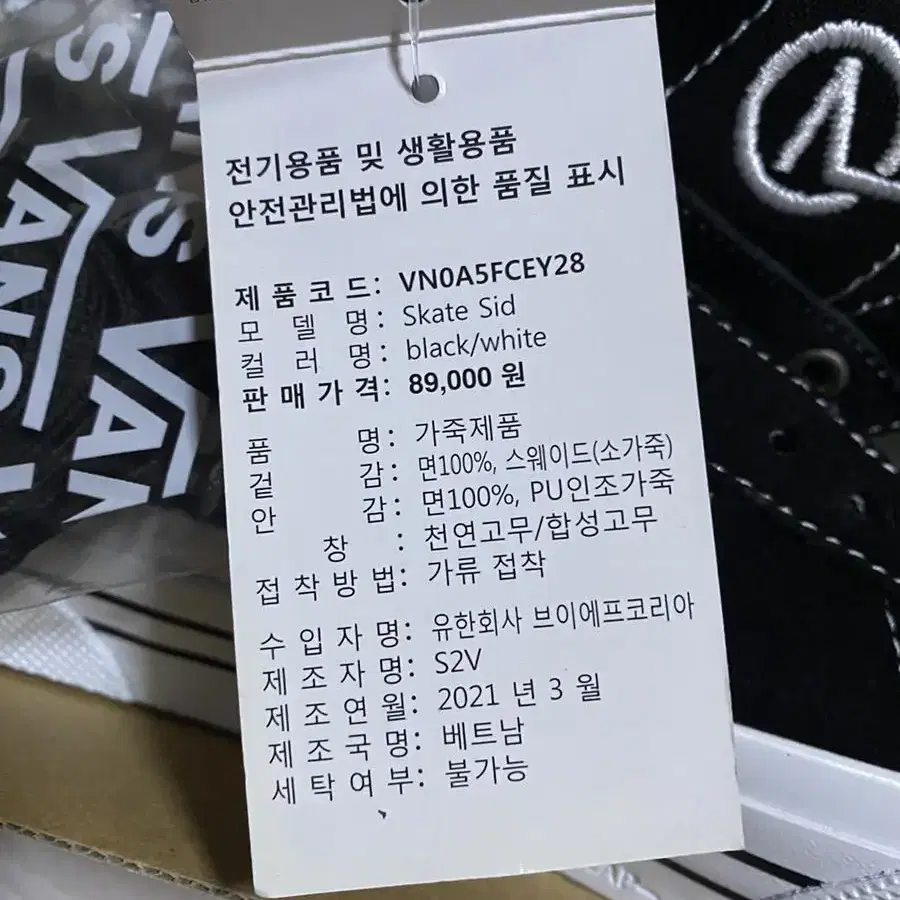 전기용품 및 생활용품
안전관리법에 의한 품질 표시
제 품 코 드: VN0A5FCEY28
모 델 명: Skate Sid
컬 러 명: black/white
판 매 가 격: 89,000 원
품 명: 가죽제품
겉 감: 면100%, 스웨이드(소가죽)
안 감: 면100%, PU인조가죽
창 : 천연고무/합성고무
접 착 방 법: 가류 접착
수 입 자 명: 유한회사 브이에프코리아
제 조 자 명: S2V
제 조 연 월: 2021 년 3 월
제 조 국 명: 베트남
세 탁 여 부: 불가능
VANS
VANS